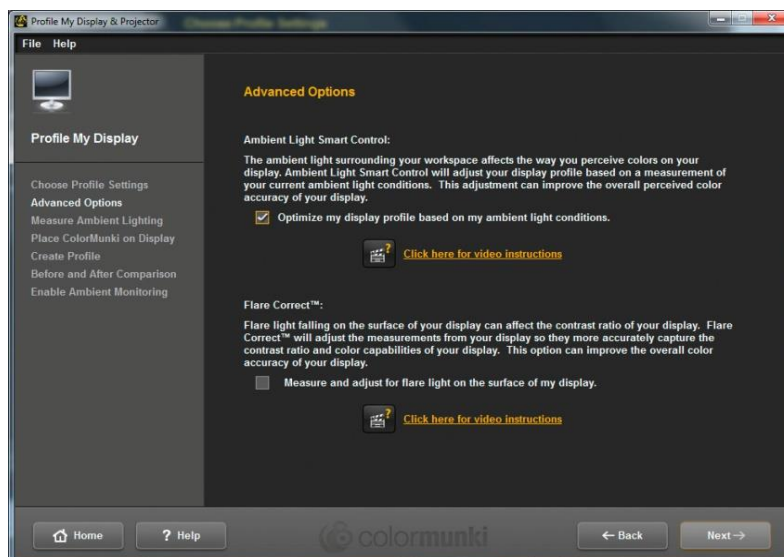 Profile My Display & Projector
Choose Profile Settings
File Help
Profile My Display
Choose Profile Settings
Advanced Options
Measure Ambient Lighting
Place ColorMunki on Display
Create Profile
Before and After Comparison
Enable Ambient Monitoring
Advanced Options
Ambient Light Smart Control:
The ambient light surrounding your workspace affects the way you perceive colors on your
display. Ambient Light Smart Control will adjust your display profile based on a measurement
of your current ambient light conditions. This adjustment can improve the overall perceived color
accuracy of your display.
Optimize my display profile based on my ambient light conditions.
?
Click here for video instructions
Flare Correct™:
Flare light falling on the surface of your display can affect the contrast ratio of your display. Flare
Correct™ will adjust the measurements from your display so they more accurately capture the
contrast ratio and color capabilities of your display. This option can improve the overall color
accuracy of your display.
Measure and adjust for flare light on the surface of my display.
?
Click here for video instructions
Home
? Help
colormunki
← Back
Next →